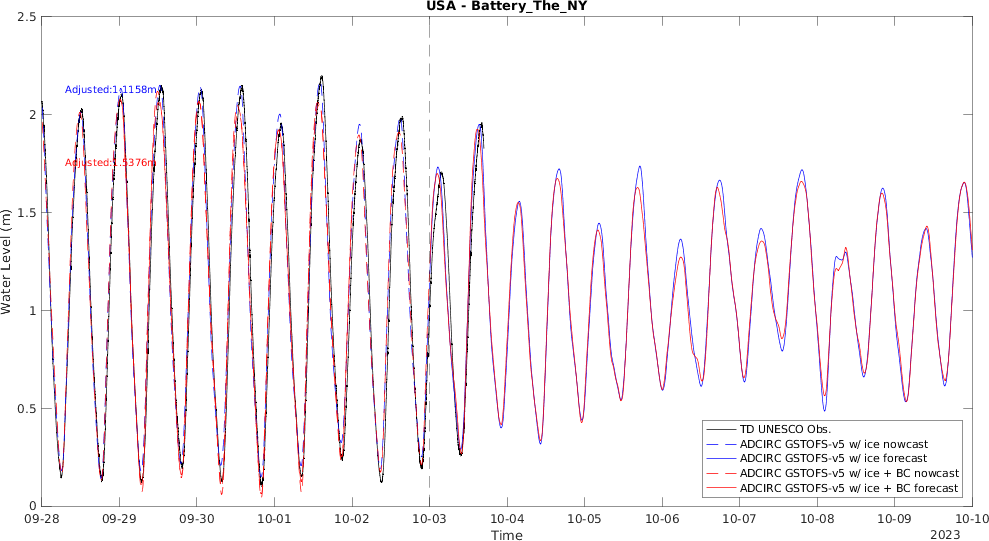 USA - Battery_The_NY
2.5
2
1.5
1
0.5
0
Water Level (m)
Adjusted:1.1158m
Adjusted:1.5376m
TD UNESCO Obs.
ADCIRC GSTOFS-v5 w/ ice nowcast
ADCIRC GSTOFS-v5 w/ ice forecast
ADCIRC GSTOFS-v5 w/ ice + BC nowcast
ADCIRC GSTOFS-v5 w/ ice + BC forecast
09-28 09-29 09-30 10-01 10-02 10-03 10-04 10-05 10-06 10-07 10-08 10-09 10-10
Time
2023